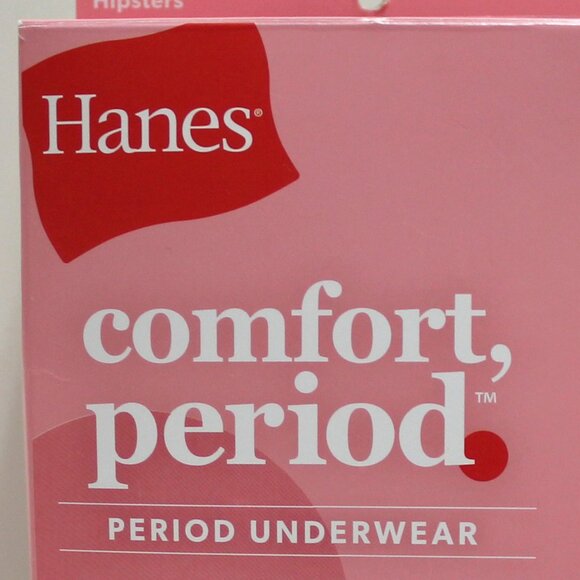 Hipsters
Hanes®
comfort,
period.™
PERIOD UNDERWEAR